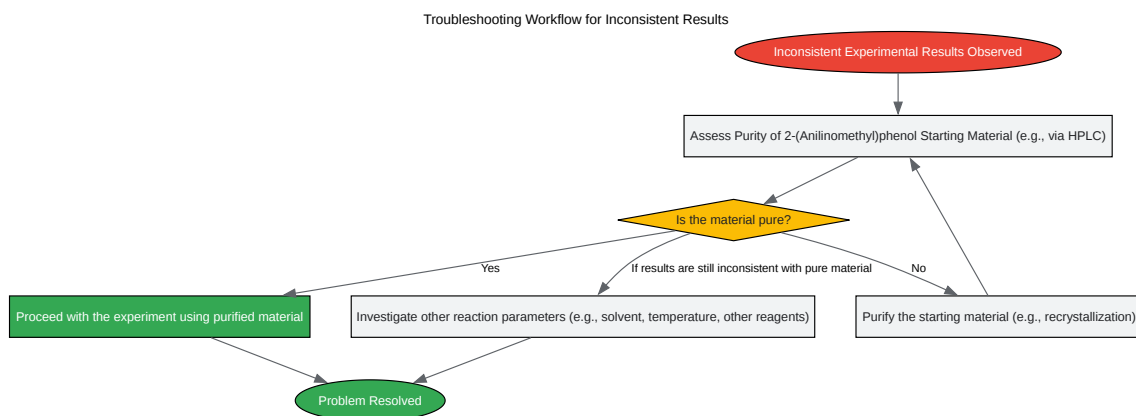 Troubleshooting Workflow for Inconsistent Results
Inconsistent Experimental Results Observed
Assess Purity of 2-(Anilinomethyl)phenol Starting Material (e.g., via HPLC)
Is the material pure?
Yes
If results are still inconsistent with pure material
No
Proceed with the experiment using purified material
Investigate other reaction parameters (e.g., solvent, temperature, other reagents)
Purify the starting material (e.g., recrystallization)
Problem Resolved